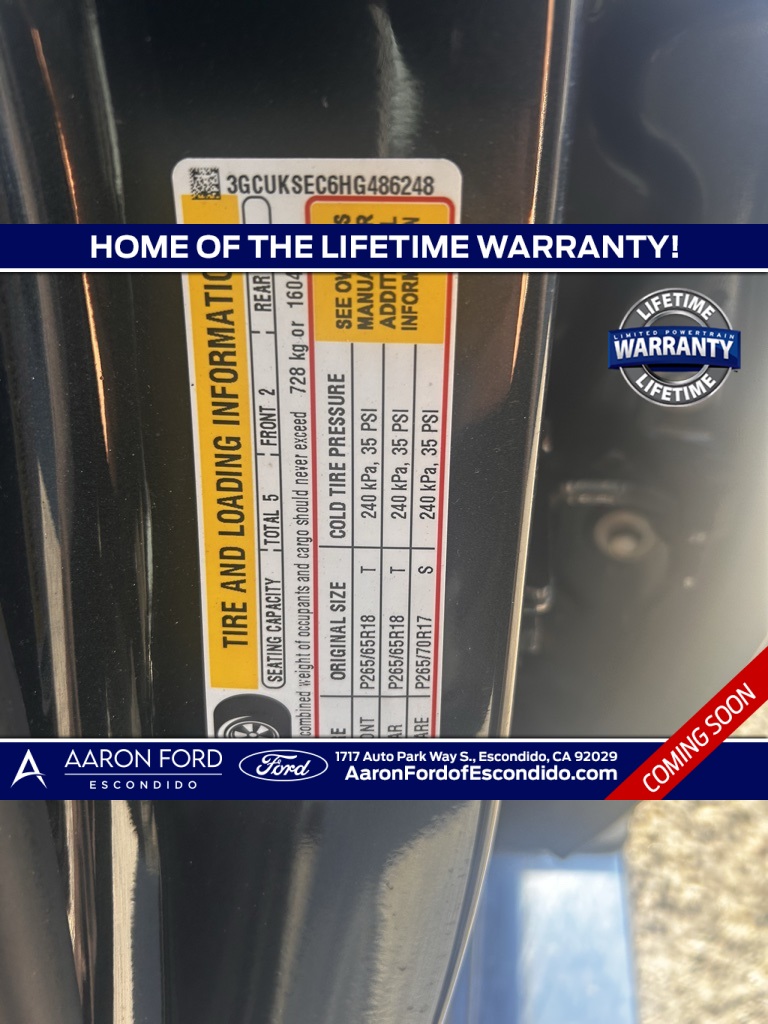 3GCUKSEC6HG486248
HOME OF THE LIFETIME WARRANTY!
TIRE AND LOADING INFORMATIO
SEATING CAPACITY TOTAL 5 FRONT 2 REAR
combined weight of occupants and cargo should never exceed 728 kg or 1604
ORIGINAL SIZE COLD TIRE PRESSURE
P265/65R18 T 240 kPa, 35 PSI
P265/65R18 T 240 kPa, 35 PSI
P265/70R17 S 240 kPa, 35 PSI
SEE
MANUA
ADDIT
INFOR
LIFETIME
LIMITED POWERTRAIN
WARRANTY
LIFETIME
COMING SOON
AARON FORD
ESCONDIDO
Ford
1717 Auto Park Way S., Escondido, CA 92029
AaronFordofEscondido.com